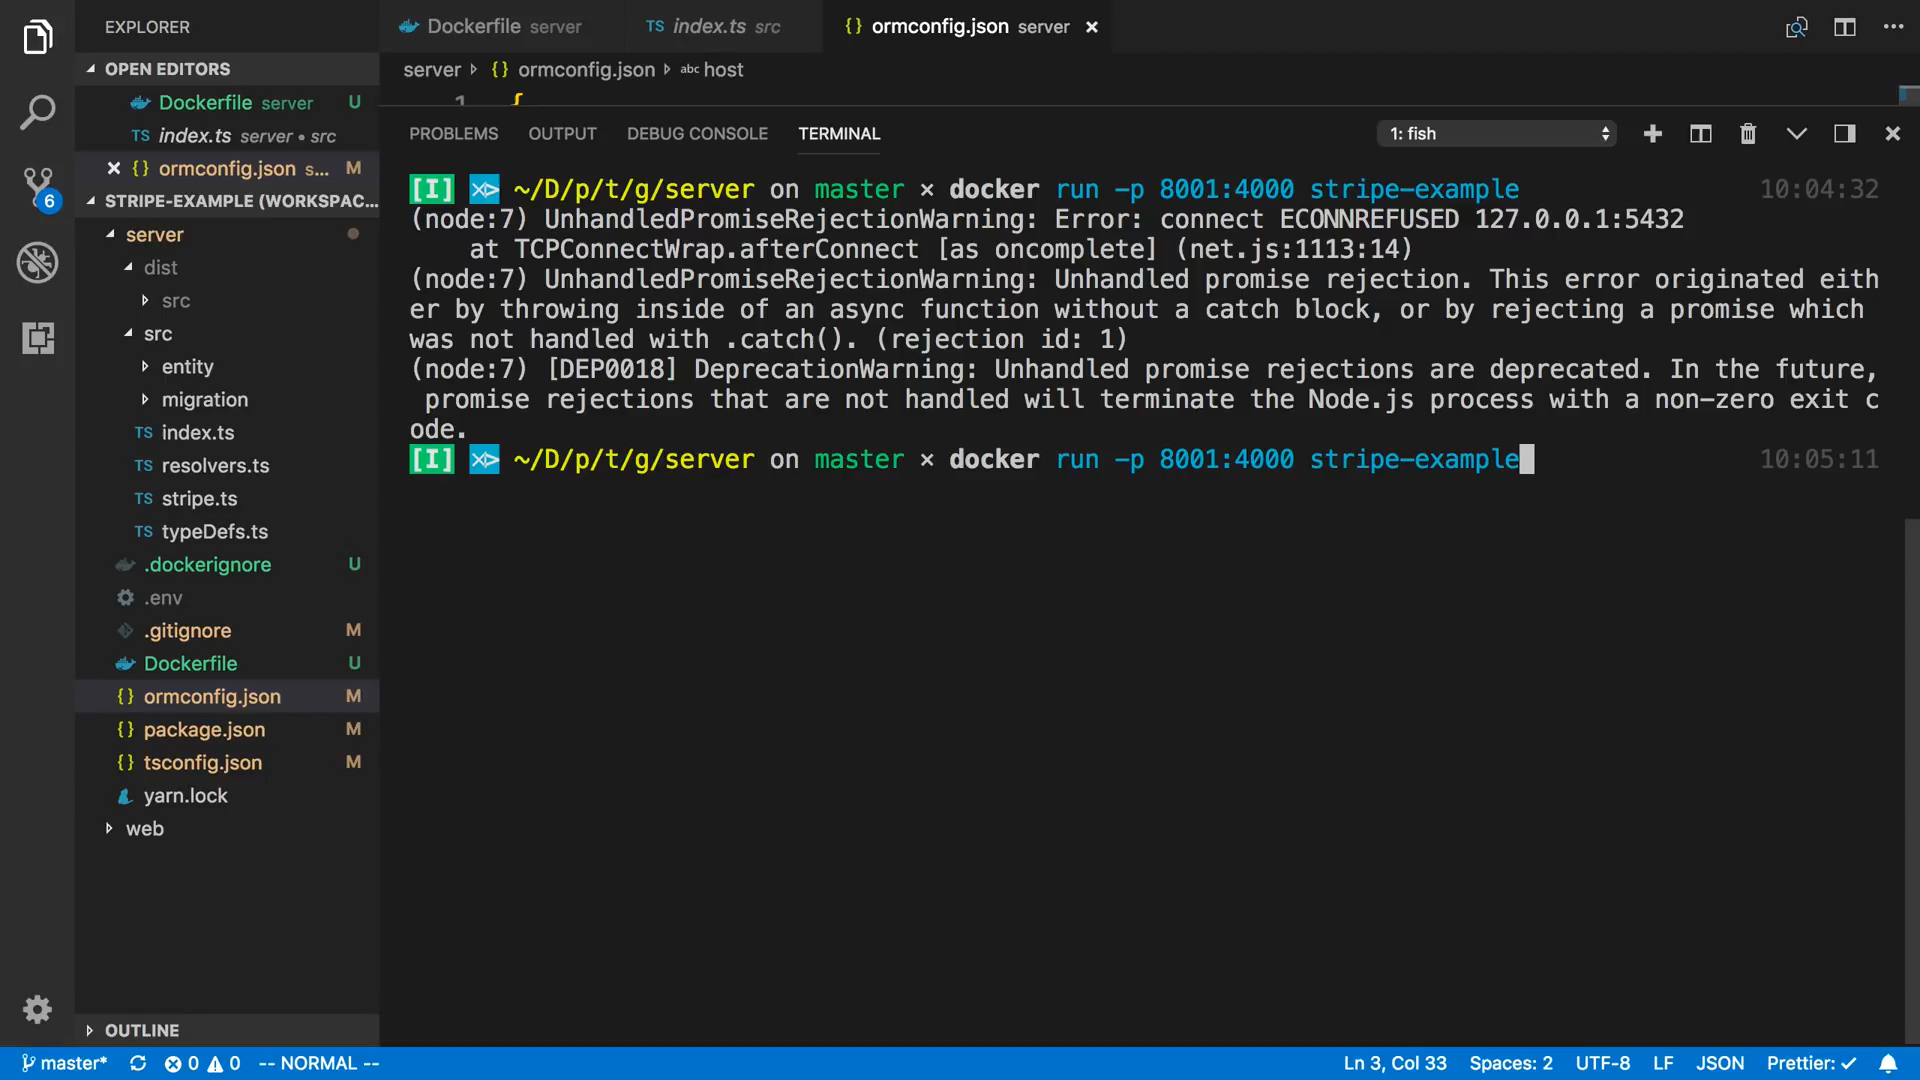 EXPLORER
OPEN EDITORS
Dockerfile server U
TS index.ts server • src
ormconfig.json s... M
6
STRIPE-EXAMPLE (WORKSPAC...
server
dist
src
src
entity
migration
TS index.ts
TS resolvers.ts
TS stripe.ts
TS typeDefs.ts
.dockerignore U
.env
.gitignore M
Dockerfile U
{} ormconfig.json M
{} package.json M
{} tsconfig.json M
yarn.lock
web
OUTLINE
Dockerfile server
TS index.ts src
{} ormconfig.json server
server {} ormconfig.json abc host
1 {
PROBLEMS OUTPUT DEBUG CONSOLE TERMINAL 1: fish
[I] ~/D/p/t/g/server on master × docker run -p 8001:4000 stripe-example 10:04:32
(node:7) UnhandledPromiseRejectionWarning: Error: connect ECONNREFUSED 127.0.0.1:5432
at TCPConnectWrap.afterConnect [as oncomplete] (net.js:1113:14)
(node:7) UnhandledPromiseRejectionWarning: Unhandled promise rejection. This error originated eith
er by throwing inside of an async function without a catch block, or by rejecting a promise which
was not handled with .catch(). (rejection id: 1)
(node:7) [DEP0018] DeprecationWarning: Unhandled promise rejections are deprecated. In the future,
promise rejections that are not handled will terminate the Node.js process with a non-zero exit c
ode.
[I] ~/D/p/t/g/server on master × docker run -p 8001:4000 stripe-example 10:05:11
master* 0 0 -- NORMAL -- Ln 3, Col 33 Spaces: 2 UTF-8 LF JSON Prettier: ✓